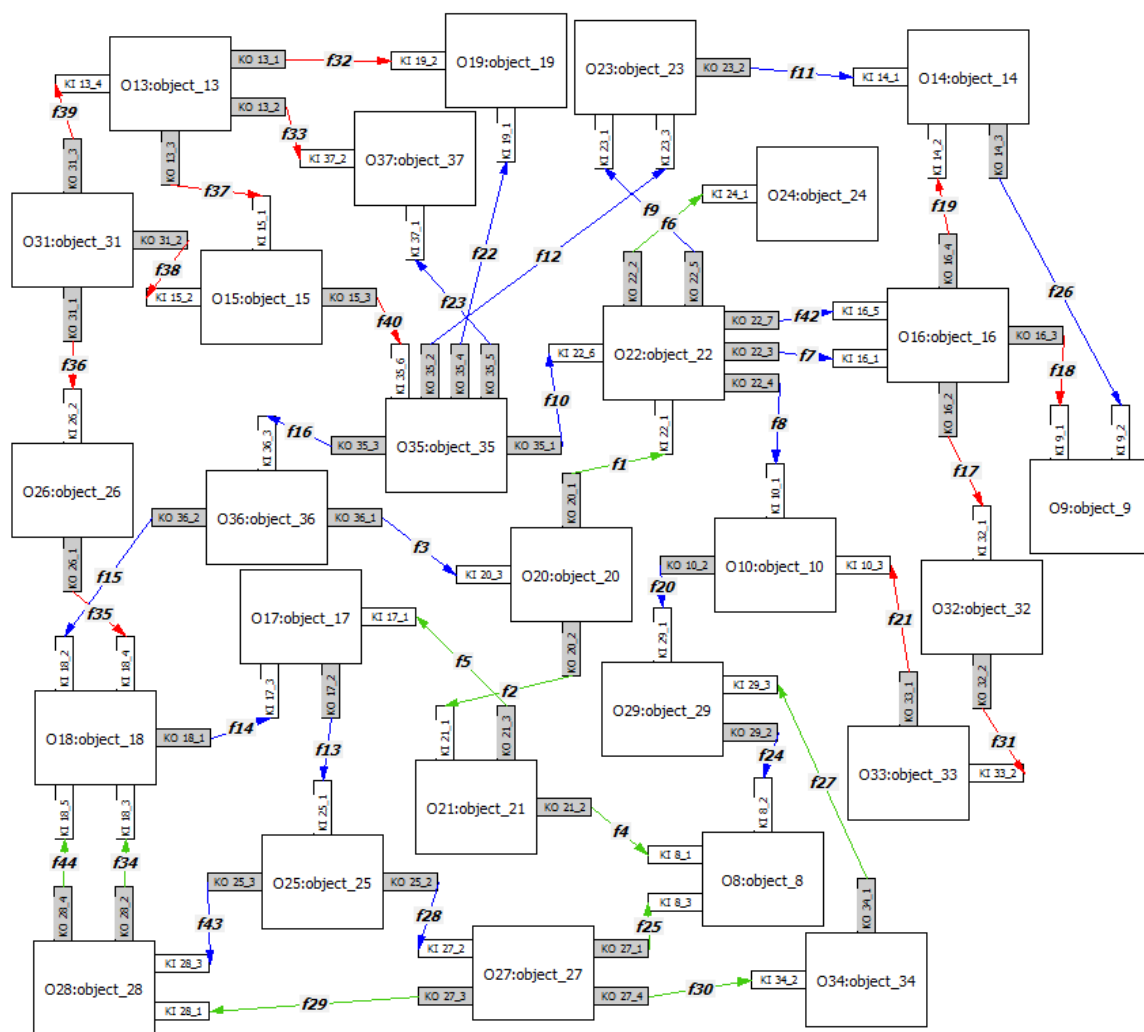 KO 13_1
f32
KI 19_2
O19:object_19
O23:object_23
KO 23_2
f11
KI 14_1
O14:object_14
KI 13_4
O13:object_13
KO 13_2
f39
f33
KI 19_1
KI 23_1
KI 23_3
KI 14_2
KO 14_3
KO 31_3
KO 13_3
KI 37_2
O37:object_37
KI 24_1
O24:object_24
f37
f19
O31:object_31
KO 31_2
KI 15_1
KI 37_1
f22
f12
f9
f6
KO 16_4
f38
KO 22_2
KO 22_5
f26
KI 15_2
O15:object_15
KO 15_3
f23
KO 31_1
f40
KO 22_7
f42
KI 16_5
O16:object_16
KO 16_3
f36
KI 35_6
KO 35_2
KO 35_4
KO 35_5
KI 22_6
O22:object_22
KO 22_3
f7
KI 16_1
f18
KO 22_4
KI 26_2
f10
KI 22_1
f8
KO 16_2
KI 9_1
KI 9_2
f16
KI 36_3
KO 35_3
O35:object_35
KO 35_1
f17
O26:object_26
f1
KI 10_1
O9:object_9
KO 36_2
O36:object_36
KO 36_1
KO 20_1
KI 32_1
KO 26_1
f3
f15
KI 20_3
O20:object_20
KO 10_2
O10:object_10
KI 10_3
f20
f35
O17:object_17
KI 17_1
f21
O32:object_32
KI 18_2
KI 18_4
KO 20_2
KI 29_1
f5
KI 17_3
KO 17_2
f2
KI 29_3
KO 33_1
KO 32_2
O18:object_18
KO 18_1
f14
KI 21_1
KO 21_3
O29:object_29
KO 29_2
f13
f24
f31
O33:object_33
KI 33_2
f27
KI 18_5
KI 18_3
KI 25_1
O21:object_21
KO 21_2
KI 8_2
f4
f44
f34
KI 8_1
O8:object_8
KO 25_3
O25:object_25
KO 25_2
KI 8_3
KO 28_4
KO 28_2
f43
f28
f25
KO 34_1
KI 27_2
KO 27_1
KI 28_3
O27:object_27
KI 34_2
O34:object_34
O28:object_28
f29
KO 27_3
KO 27_4
f30
KI 28_1